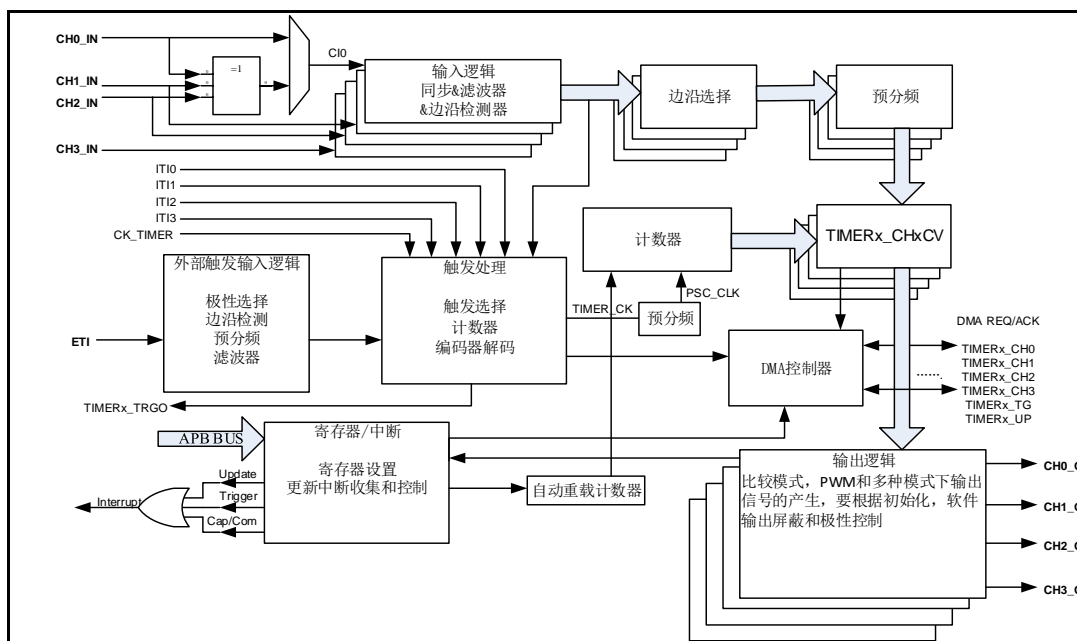 CH0_IN
CH1_IN
CH2_IN
CH3_IN
=1
CI0
输入逻辑
同步&滤波器
&边沿检测器
边沿选择
预分频
ITI0
ITI1
ITI2
ITI3
CK_TIMER
外部触发输入逻辑
极性选择
边沿检测
预分频
滤波器
ETI
触发处理
触发选择
计数器
编码器解码
TIMER_CK
PSC_CLK
预分频
计数器
TIMERx_CHxCV
DMA控制器
DMA REQ/ACK
TIMERx_CH0
TIMERx_CH1
TIMERx_CH2
TIMERx_CH3
TIMERx_TG
TIMERx_UP
…….
TIMERx_TRGO
APB BUS
寄存器/中断
寄存器设置
更新中断收集和控制
Update
Trigger
Cap/Com
Interrupt
自动重载计数器
输出逻辑
比较模式，PWM和多种模式下输出
信号的产生，要根据初始化，软件
输出屏蔽和极性控制
CH0_O
CH1_O
CH2_O
CH3_O